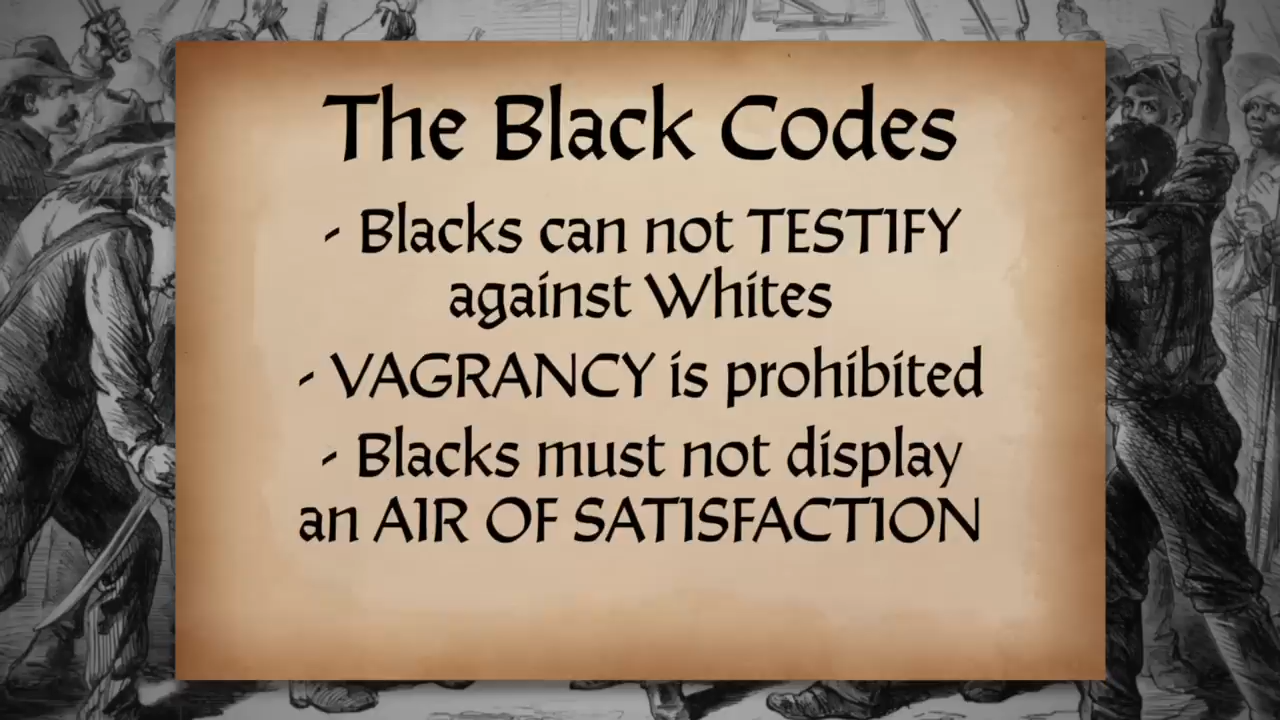 The Black Codes
- Blacks can not TESTIFY
against Whites
- VAGRANCY is prohibited
- Blacks must not display
an AIR OF SATISFACTION